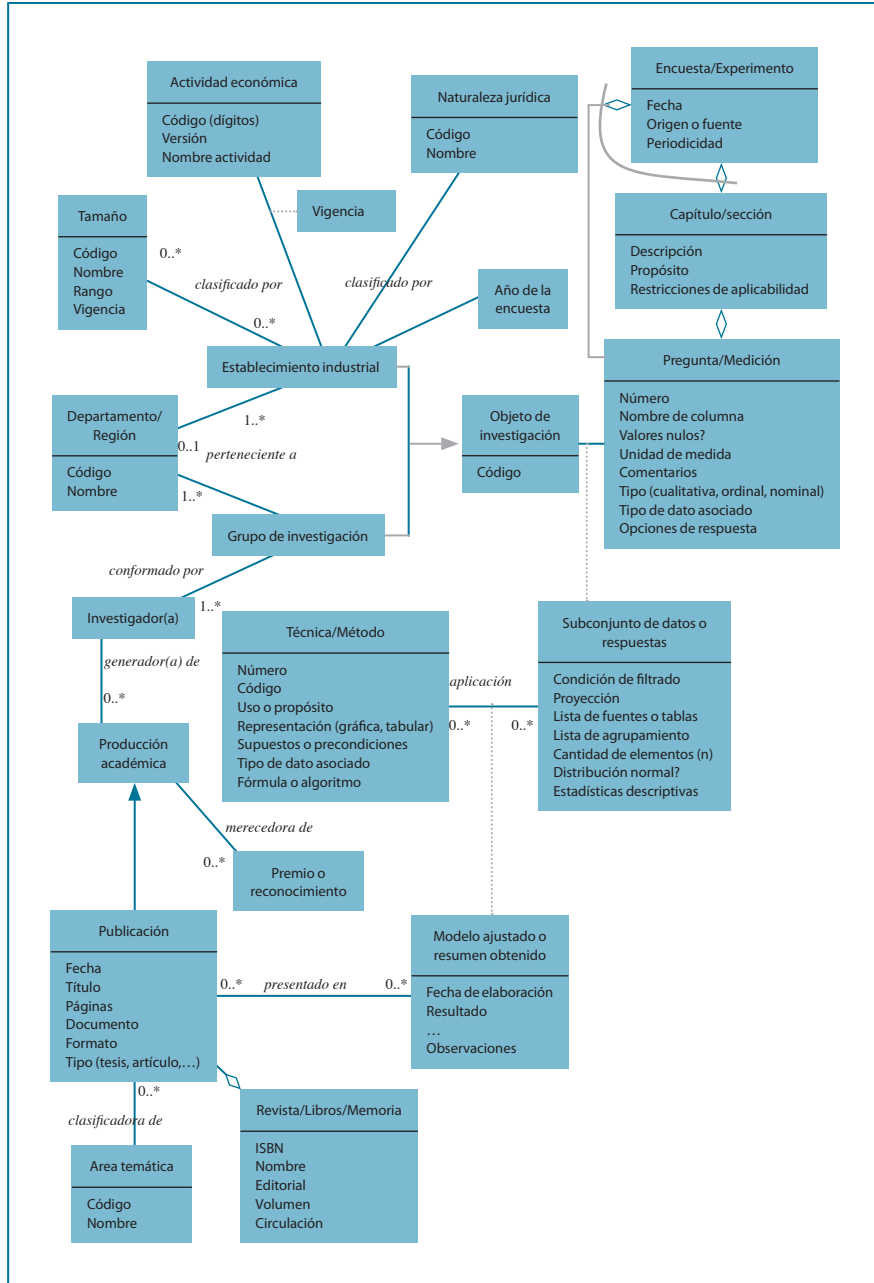 Actividad económica
Código (dígitos)
Versión
Nombre actividad
Naturaleza jurídica
Código
Nombre
Encuesta/Experimento
Fecha
Origen o fuente
Periodicidad
Vigencia
Tamaño
Código
Nombre
Rango
Vigencia
0..*
clasificado por
0..*
clasificado por
Año de la
encuesta
Capítulo/sección
Descripción
Propósito
Restricciones de aplicabilidad
Establecimiento industrial
Pregunta/Medición
Número
Nombre de columna
Valores nulos?
Unidad de medida
Comentarios
Tipo (cualitativa, ordinal, nominal)
Tipo de dato asociado
Opciones de respuesta
Departamento/
Región
Código
Nombre
1..*
0..1
perteneciente a
1..*
Objeto de
investigación
Código
Grupo de investigación
conformado por
1..*
Investigador(a)
generador(a) de
0..*
Técnica/Método
Número
Código
Uso o propósito
Representación (gráfica, tabular)
Supuestos o precondiciones
Tipo de dato asociado
Fórmula o algoritmo
aplicación
0..*
0..*
Subconjunto de datos o
respuestas
Condición de filtrado
Proyección
Lista de fuentes o tablas
Lista de agrupamiento
Cantidad de elementos (n)
Distribución normal?
Estadísticas descriptivas
Producción
académica
merecedora de
0..*
Premio o
reconocimiento
Publicación
Fecha
Título
Páginas
Documento
Formato
Tipo (tesis, artículo,…)
0..*
presentado en
0..*
Modelo ajustado o
resumen obtenido
Fecha de elaboración
Resultado
…
Observaciones
0..*
clasificadora de
Revista/Libros/Memoria
ISBN
Nombre
Editorial
Volumen
Circulación
Area temática
Código
Nombre